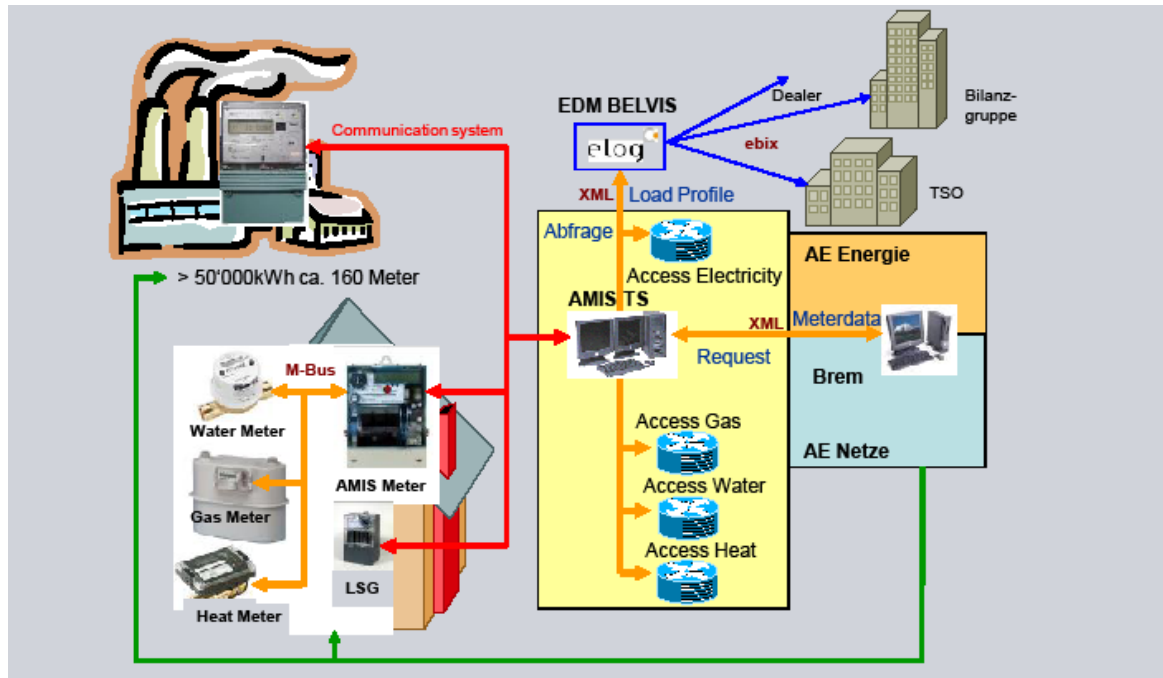 Communication system
> 50'000kWh ca. 160 Meter
M-Bus
Water Meter
AMIS Meter
Gas Meter
LSG
Heat Meter
EDM BELVIS
elog
Dealer
Bilanz-
gruppe
ebix
TSO
XML
Load Profile
Abfrage
Access Electricity
AMIS TS
AE Energie
XML
Meterdata
Request
Brem
AE Netze
Access Gas
Access Water
Access Heat